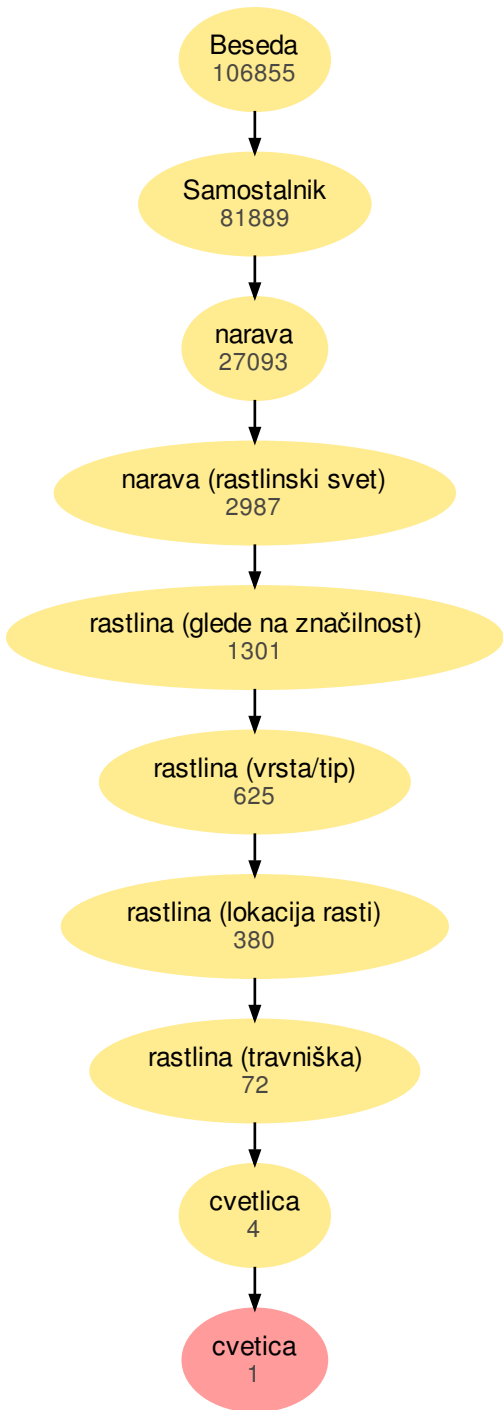 Beseda
106855
Samostalnik
81889
narava
27093
narava (rastlinski svet)
2987
rastlina (glede na značilnost)
1301
rastlina (vrsta/tip)
625
rastlina (lokacija rasti)
380
rastlina (travniška)
72
cvetlica
4
cvetica
1